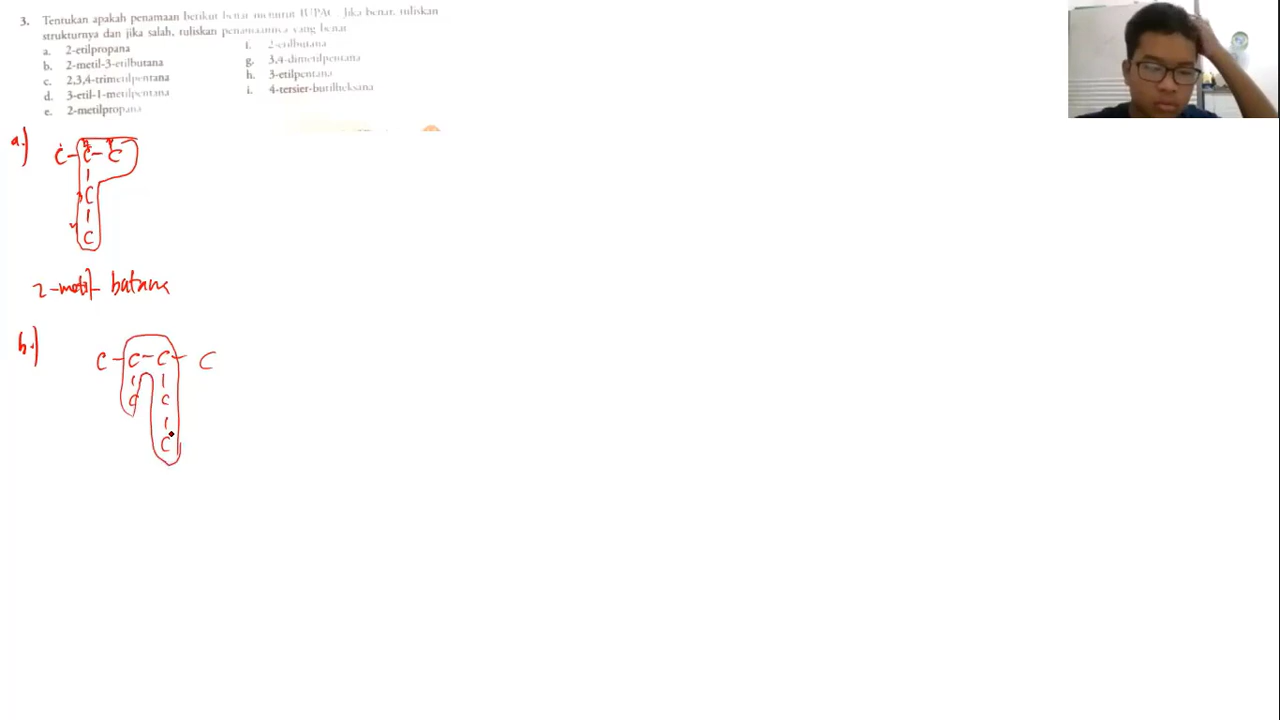 3. Tentukan apakah penamaan berikut benar menurut IUPAC. Jika benar, tuliskan
strukturnya dan jika salah, tuliskan penamaannya yang benar
a. 2-etilpropana
b. 2-metil-3-etilbutana
c. 2,3,4-trimetilpentana
d. 3-etil-1-metilpentana
e. 2-metilpropana
f. 2-etilbutana
g. 3,4-dimetilpentana
h. 3-etilpentana
i. 4-tersier-butilheksana
a.)
C - C - C
C
C
2-metil- butana
b.)
C - C - C - C
C C
C